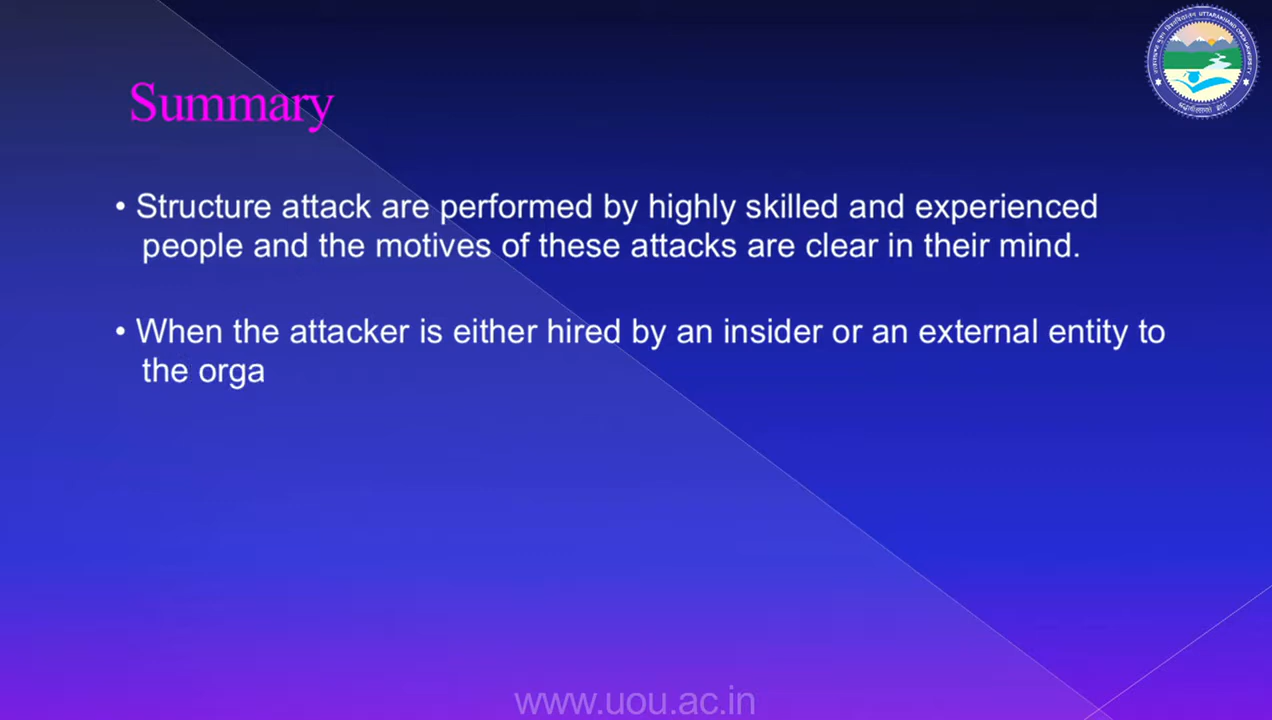 Summary
• Structure attack are performed by highly skilled and experienced
people and the motives of these attacks are clear in their mind.
• When the attacker is either hired by an insider or an external entity to
the orga
www.uou.ac.in